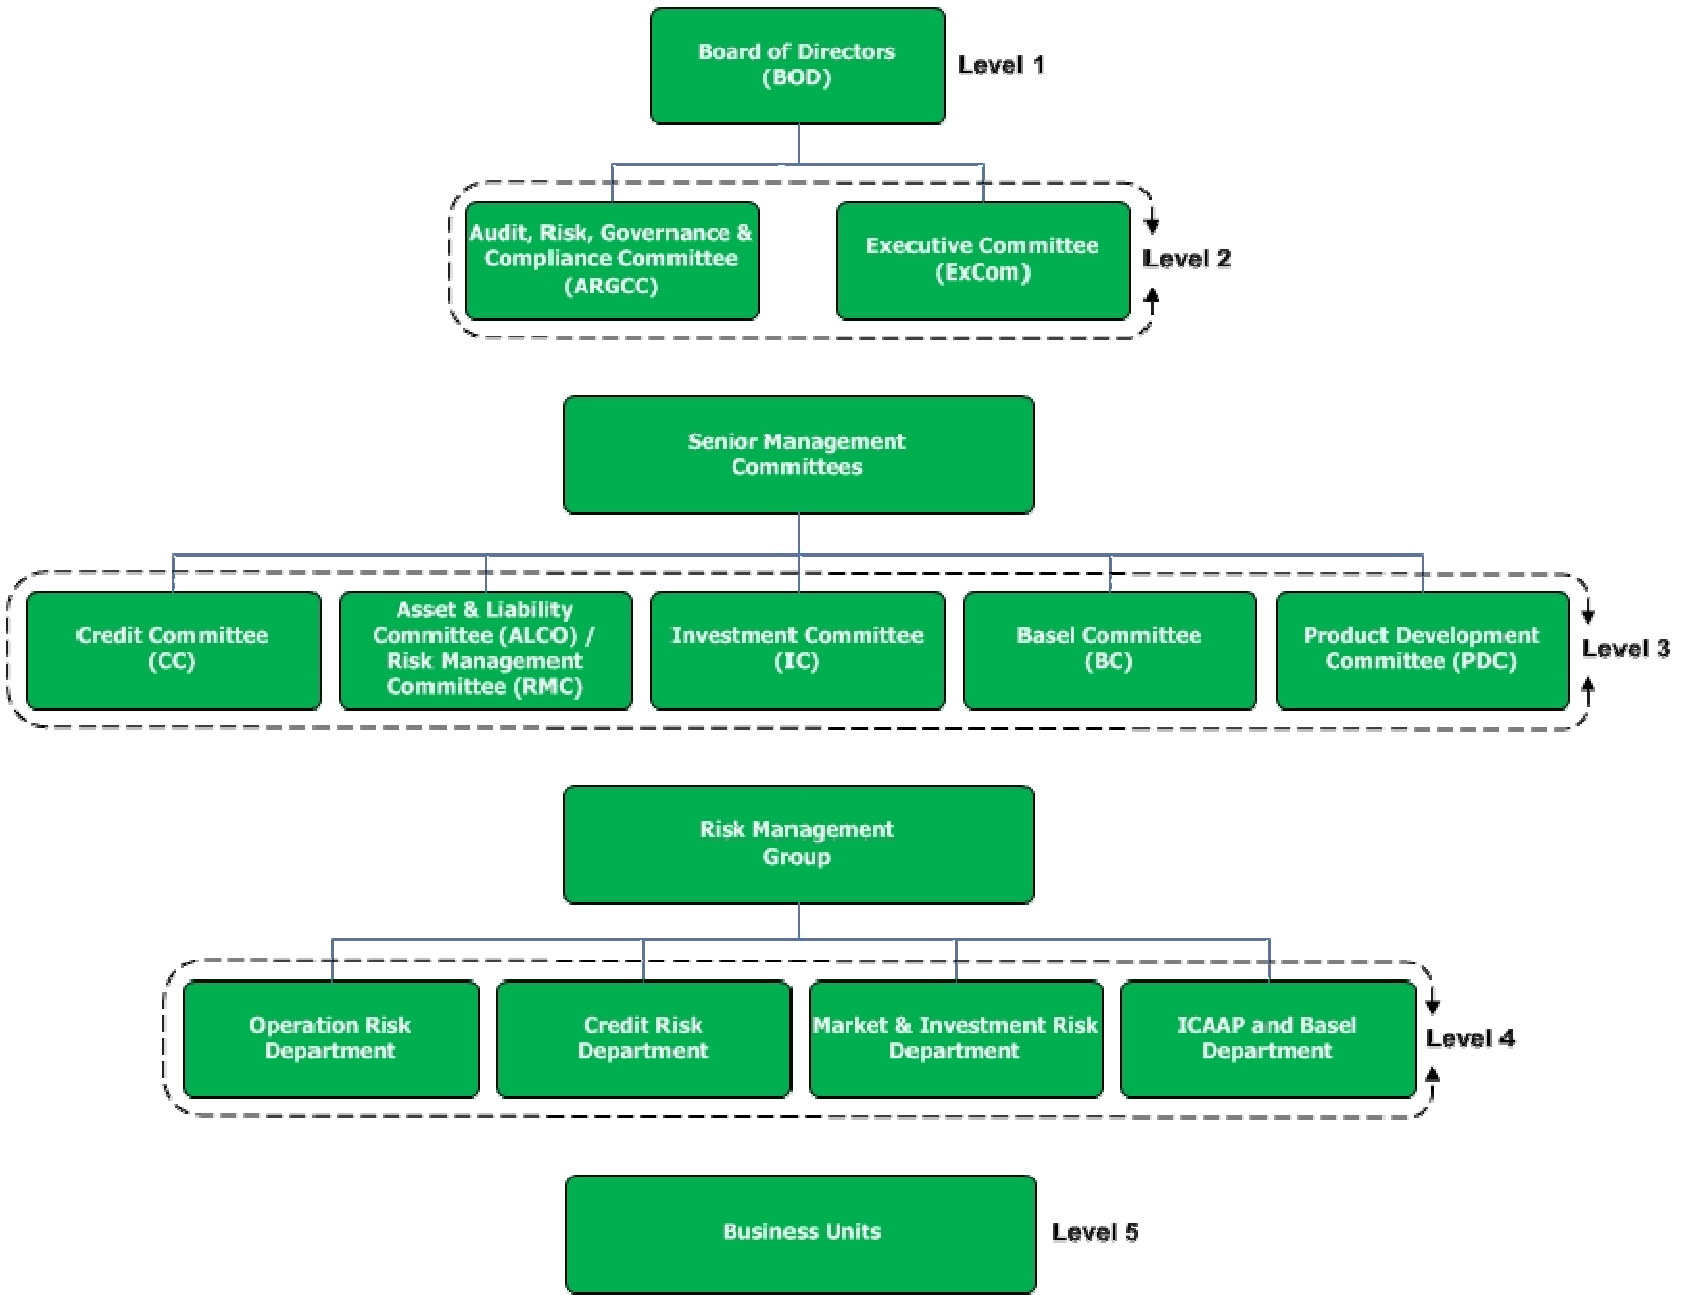 Board of Directors
(BOD)
Level 1
Audit, Risk, Governance &
Compliance Committee
(ARGCC)
Executive Committee
(ExCom)
Level 2
Senior Management
Committees
Credit Committee
(CC)
Asset & Liability
Committee (ALCO) /
Risk Management
Committee (RMC)
Investment Committee
(IC)
Basel Committee
(BC)
Product Development
Committee (PDC)
Level 3
Risk Management
Group
Operation Risk
Department
Credit Risk
Department
Market & Investment Risk
Department
ICAAP and Basel
Department
Level 4
Business Units
Level 5